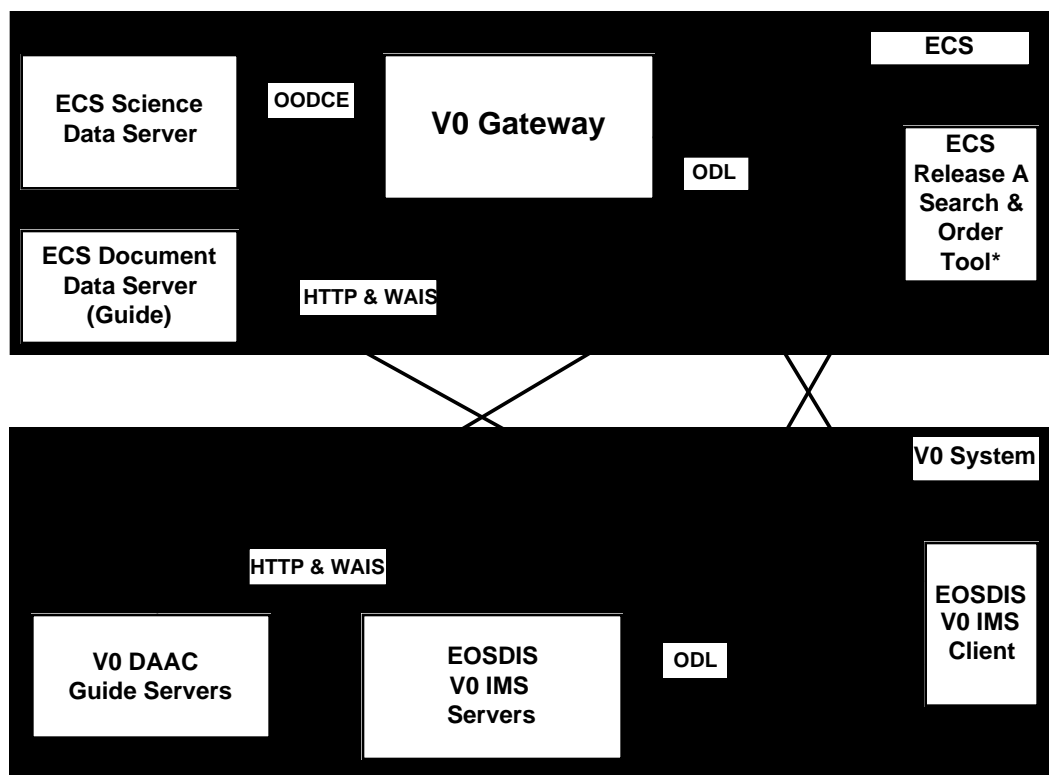 ECS
ECS Science
Data Server
OODCE
V0 Gateway
ODL
ECS
Release A
Search &
Order
Tool*
ECS Document
Data Server
(Guide)
HTTP & WAIS
V0 System
HTTP & WAIS
V0 DAAC
Guide Servers
EOSDIS
V0 IMS
Servers
ODL
EOSDIS
V0 IMS
Client